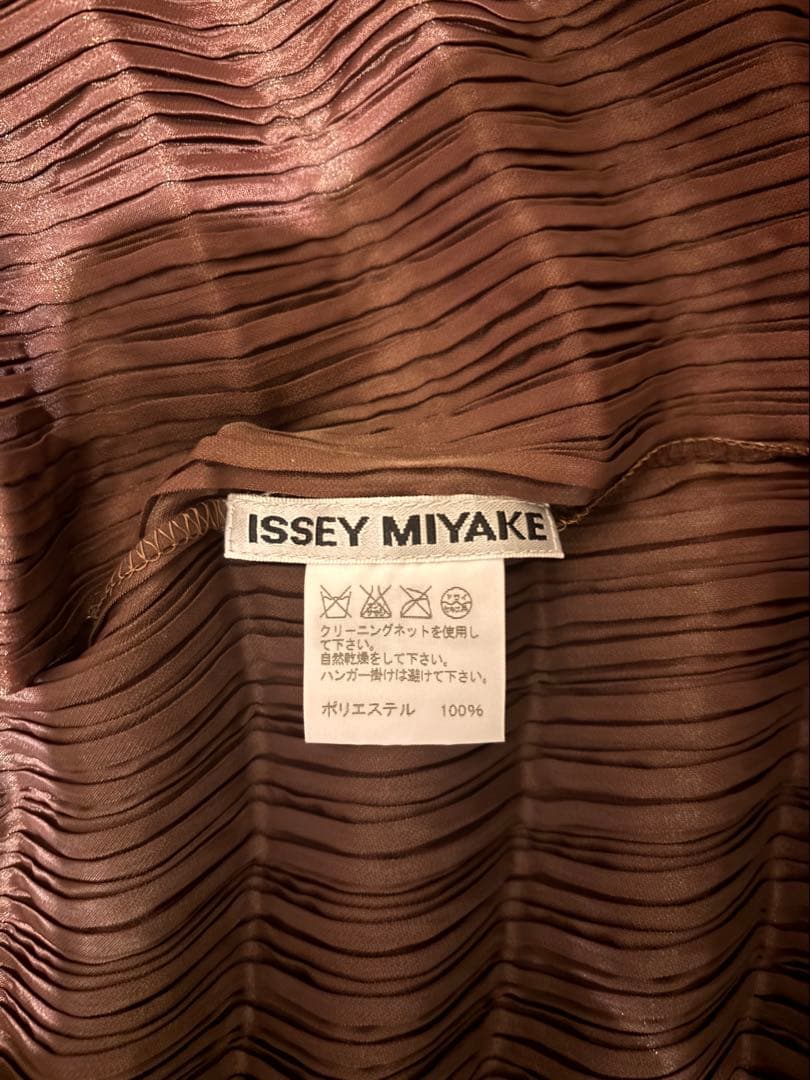 ISSEY MIYAKE
クリーニングネットを使用し
て下さい。
自然乾燥をして下さい。
ハンガー掛けは避けて下さい。
ポリエステル 100%